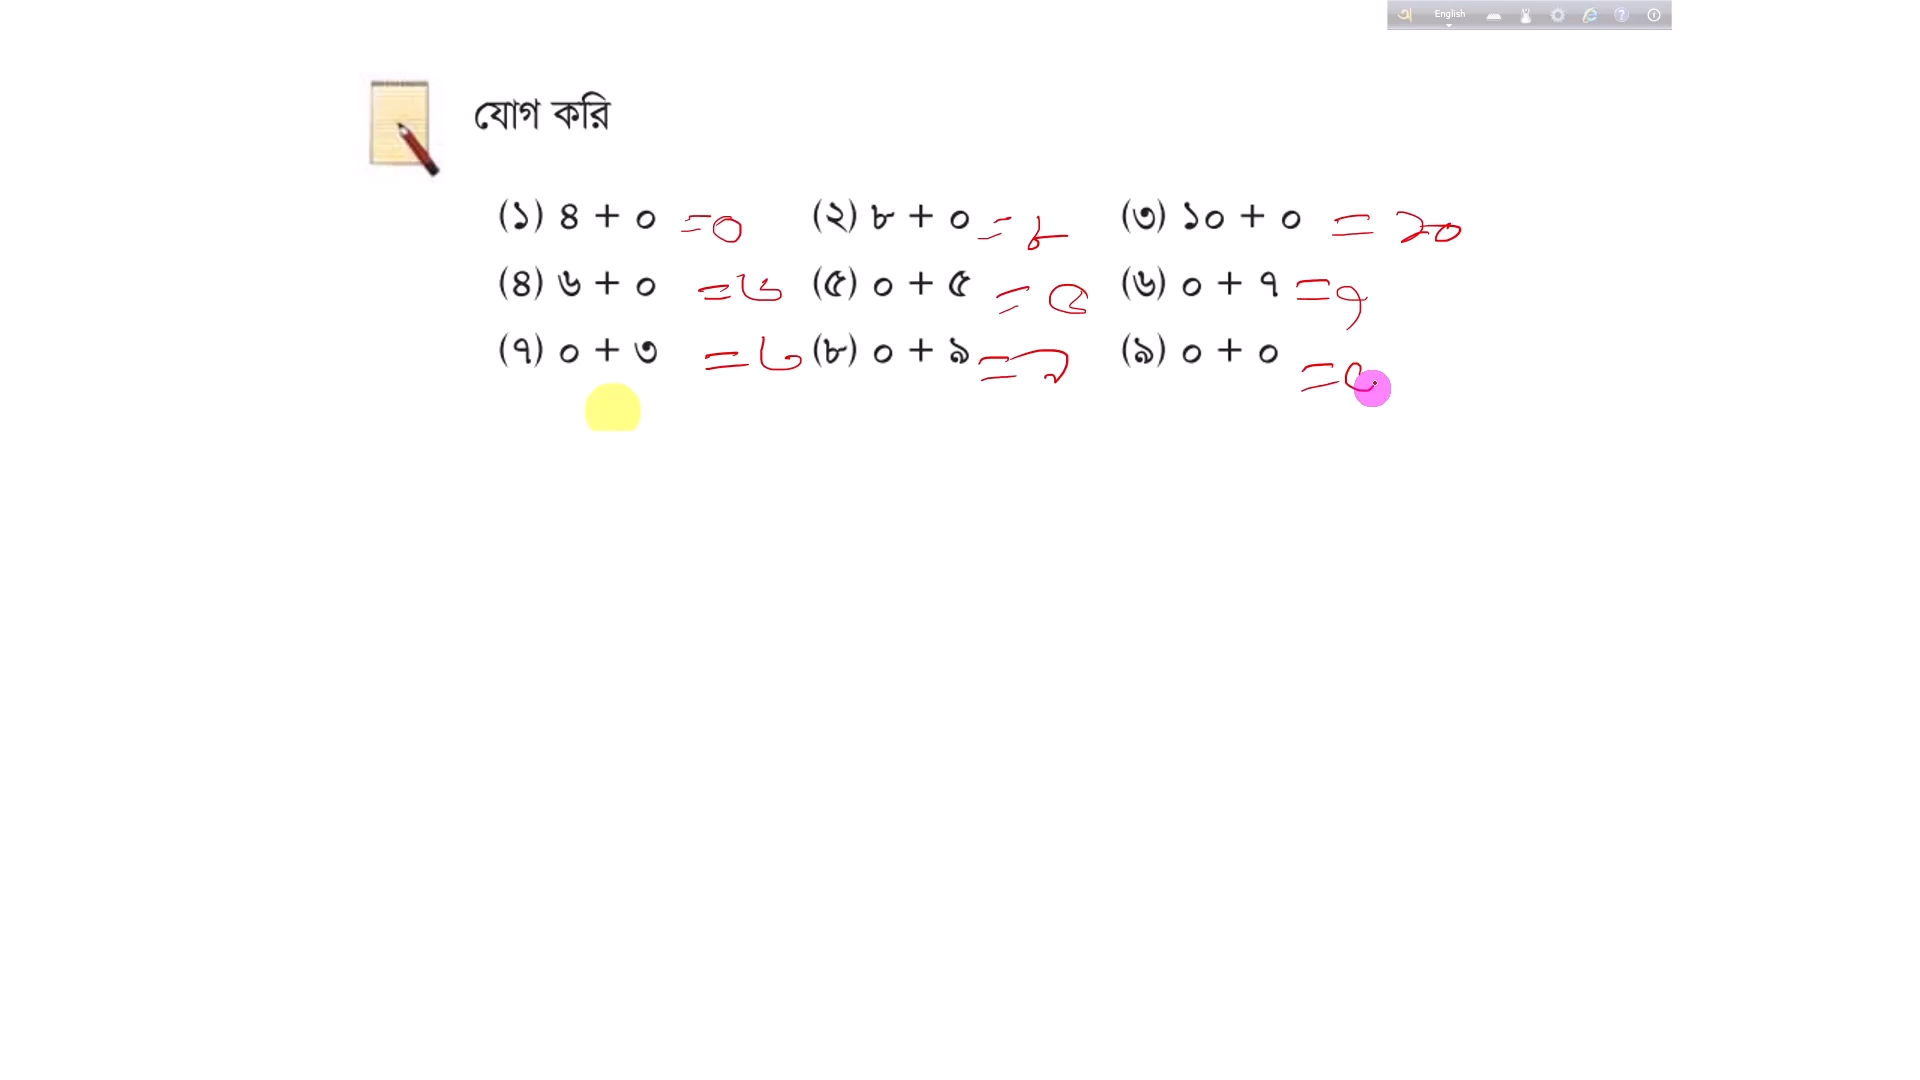 English
যোগ করি
(১) ৪ + ০ =০ (২) ৮ + ০ = ৮ (৩) ১০ + ০ = ১০
(৪) ৬ + ০ =৬ (৫) ০ + ৫ = ৫ (৬) ০ + ৭ =৭
(৭) ০ + ৩ = ৩ (৮) ০ + ৯ = ৯ (৯) ০ + ০ =